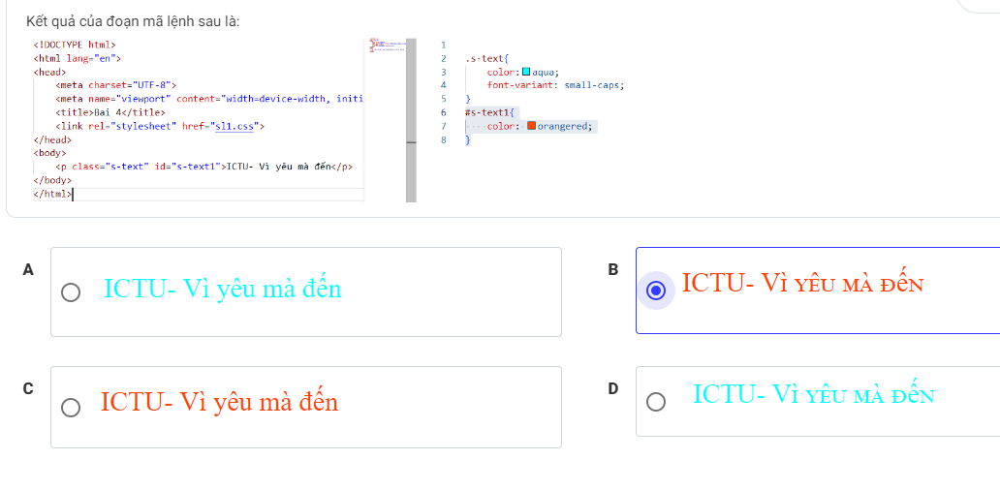 Kết quả của đoạn mã lệnh sau là:
<!DOCTYPE html>
<html lang="en">
<head>
<meta charset="UTF-8">
<meta name="viewport" content="width=device-width, initi
<title>Bai 4</title>
<link rel="stylesheet" href="sl1.css">
</head>
<body>
<p class="s-text" id="s-text1">ICTU- Vì yêu mà đến</p>
</body>
</html>
1
2 .s-text{
3 color: aqua;
4 font-variant: small-caps;
5 }
6 #s-text1{
7 ····color:·orangered;
8 }
A ICTU- Vì yêu mà đến
B ICTU- Vì yêu mà đến
C ICTU- Vì yêu mà đến
D ICTU- Vì yêu mà đến